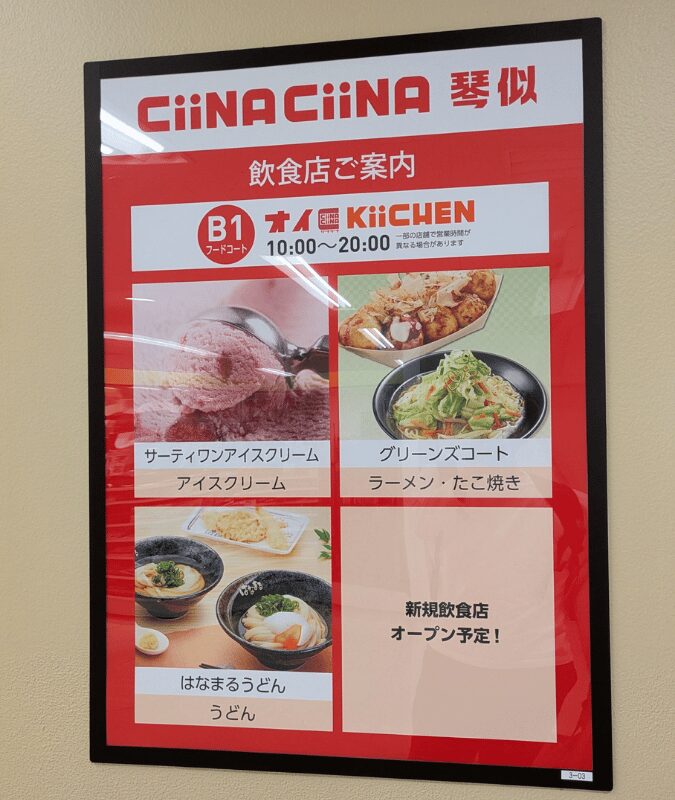 CiiNA CiiNA 琴似
飲食店ご案内
B1
フードコート
オイ CiiNA CiiNA KiiCHEN
10:00～20:00
一部の店舗で営業時間が
異なる場合があります
サーティワンアイスクリーム
アイスクリーム
グリーンズコート
ラーメン・たこ焼き
はなまるうどん
うどん
新規飲食店
オープン予定！
3-03